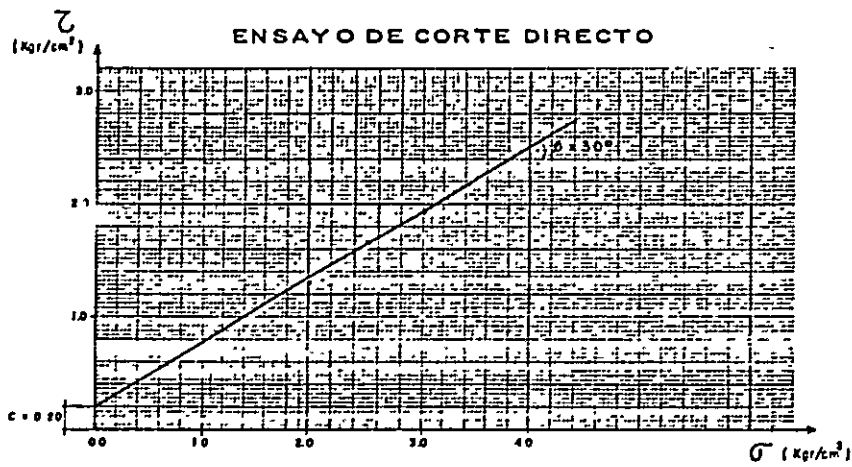 ENSAYO DE CORTE DIRECTO
τ
(Kgr/cm²)
3.0
ϕ = 30°
2.0
1.0
C = 0.20
0.0 1.0 2.0 3.0 4.0
σ (Kgr/cm²)